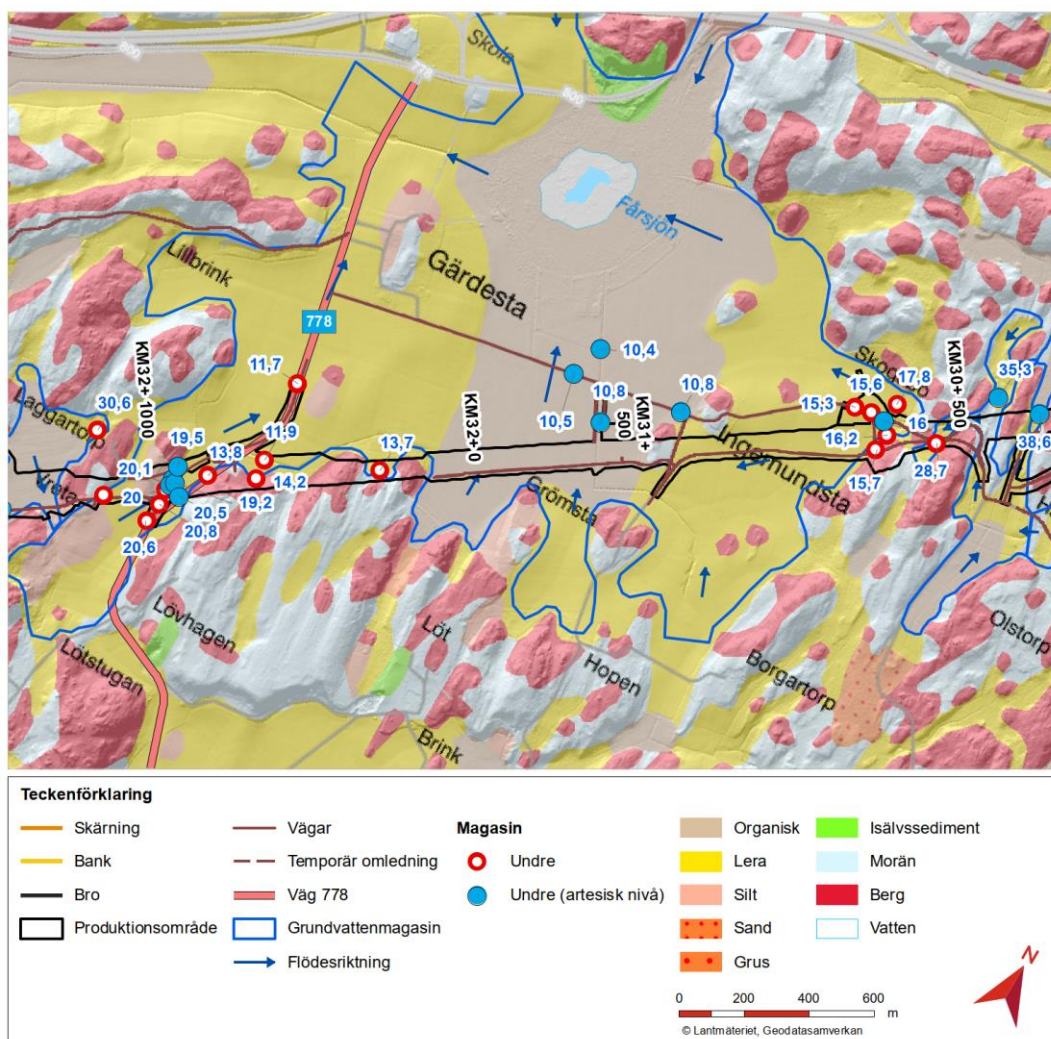 Skola
800
778
800
E4
Fårsjön
Lillbrink
Gärdesta
778
11,7
10,4
35,3
KM30+ 500
17,8
15,6
15,3
10,8
10,8
KM31+ 500
10,5
KM32+0
KM32+ 1000
30,6
Laggartorp
11,9
19,5
13,8
13,7
16,2
16
38,6
Ingemundsta
28,7
20,1
Vreta
20
14,2
15,7
Grömsta
19,2
20,5
20,8
20,6
Lövhagen
Löt
Lötstugan
Hopen
Borgartorp
Olstorp
Brink
Teckenförklaring
Skärning
Bank
Bro
Produktionsområde
Vägar
Temporär omledning
Väg 778
Grundvattenmagasin
Flödesriktning
Magasin
Undre
Undre (artesisk nivå)
Organisk
Lera
Silt
Sand
Grus
Isälvssediment
Morän
Berg
Vatten
N
0 200 400 600
m
© Lantmäteriet, Geodatasamverkan